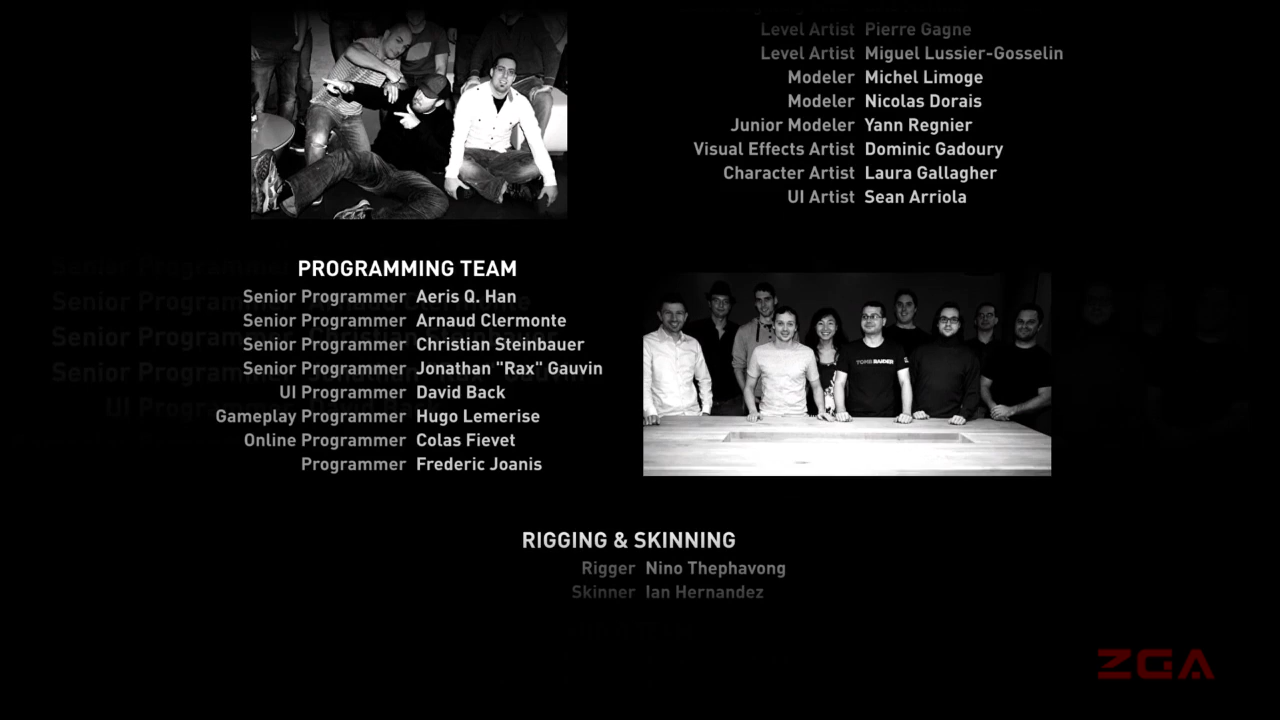 Level Artist Pierre Gagne
Level Artist Miguel Lussier-Gosselin
Modeler Michel Limoge
Modeler Nicolas Dorais
Junior Modeler Yann Regnier
Visual Effects Artist Dominic Gadoury
Character Artist Laura Gallagher
UI Artist Sean Arriola
PROGRAMMING TEAM
Senior Programmer Aeris Q. Han
Senior Programmer Arnaud Clermonte
Senior Programmer Christian Steinbauer
Senior Programmer Jonathan "Rax" Gauvin
UI Programmer David Back
Gameplay Programmer Hugo Lemerise
Online Programmer Colas Fievet
Programmer Frederic Joanis
TOMB RAIDER
RIGGING & SKINNING
Rigger Nino Thephavong
Skinner Ian Hernandez
ZGA